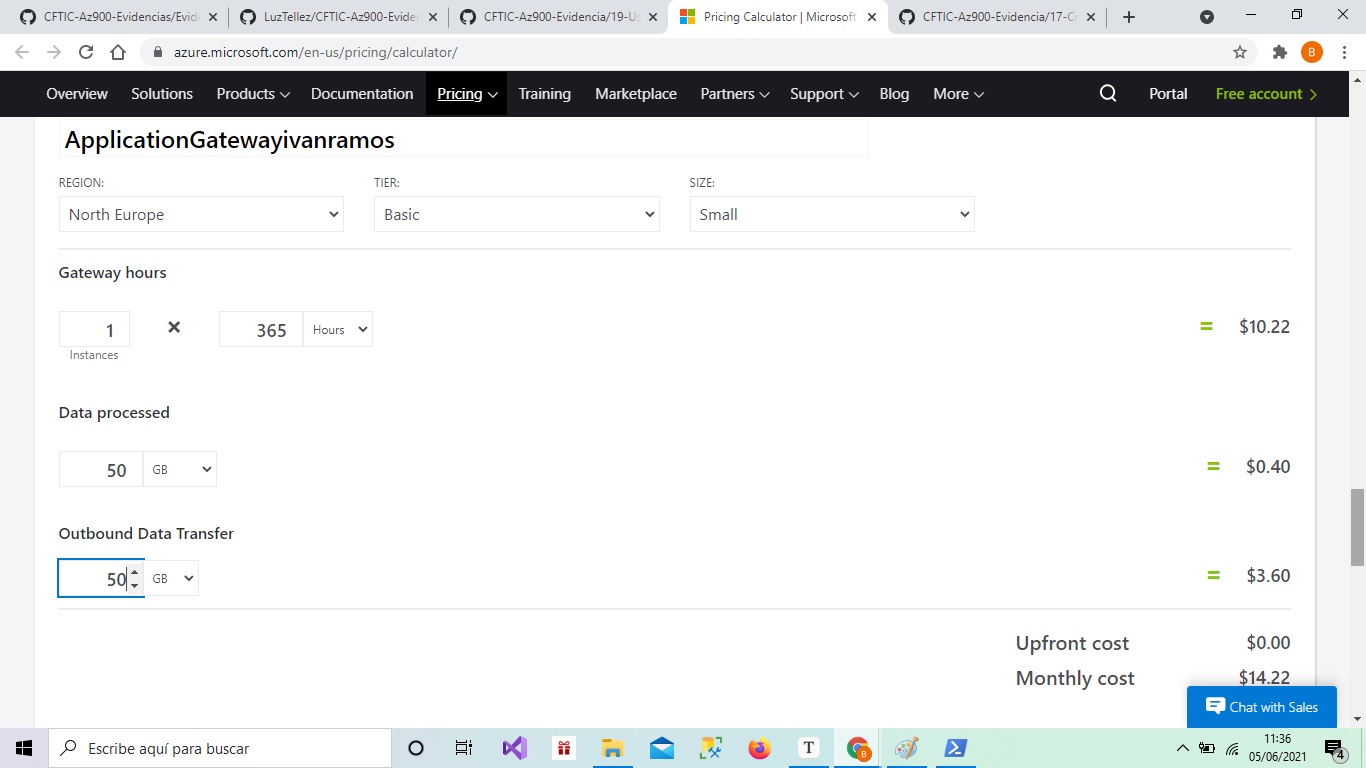 CFTIC-Az900-Evidencias/Evide
LuzTellez/CFTIC-Az900-Eviden
CFTIC-Az900-Evidencia/19-Us
Pricing Calculator | Microsoft
CFTIC-Az900-Evidencia/17-Cr
azure.microsoft.com/en-us/pricing/calculator/
B
Overview Solutions Products Documentation Pricing Training Marketplace Partners Support Blog More Portal Free account
ApplicationGatewayivanramos
REGION: TIER: SIZE:
North Europe Basic Small
Gateway hours
1 × 365 Hours = $10.22
Instances
Data processed
50 GB = $0.40
Outbound Data Transfer
50 GB = $3.60
Upfront cost $0.00
Monthly cost $14.22
Chat with Sales
Escribe aquí para buscar
T
B
11:36
05/06/2021
4